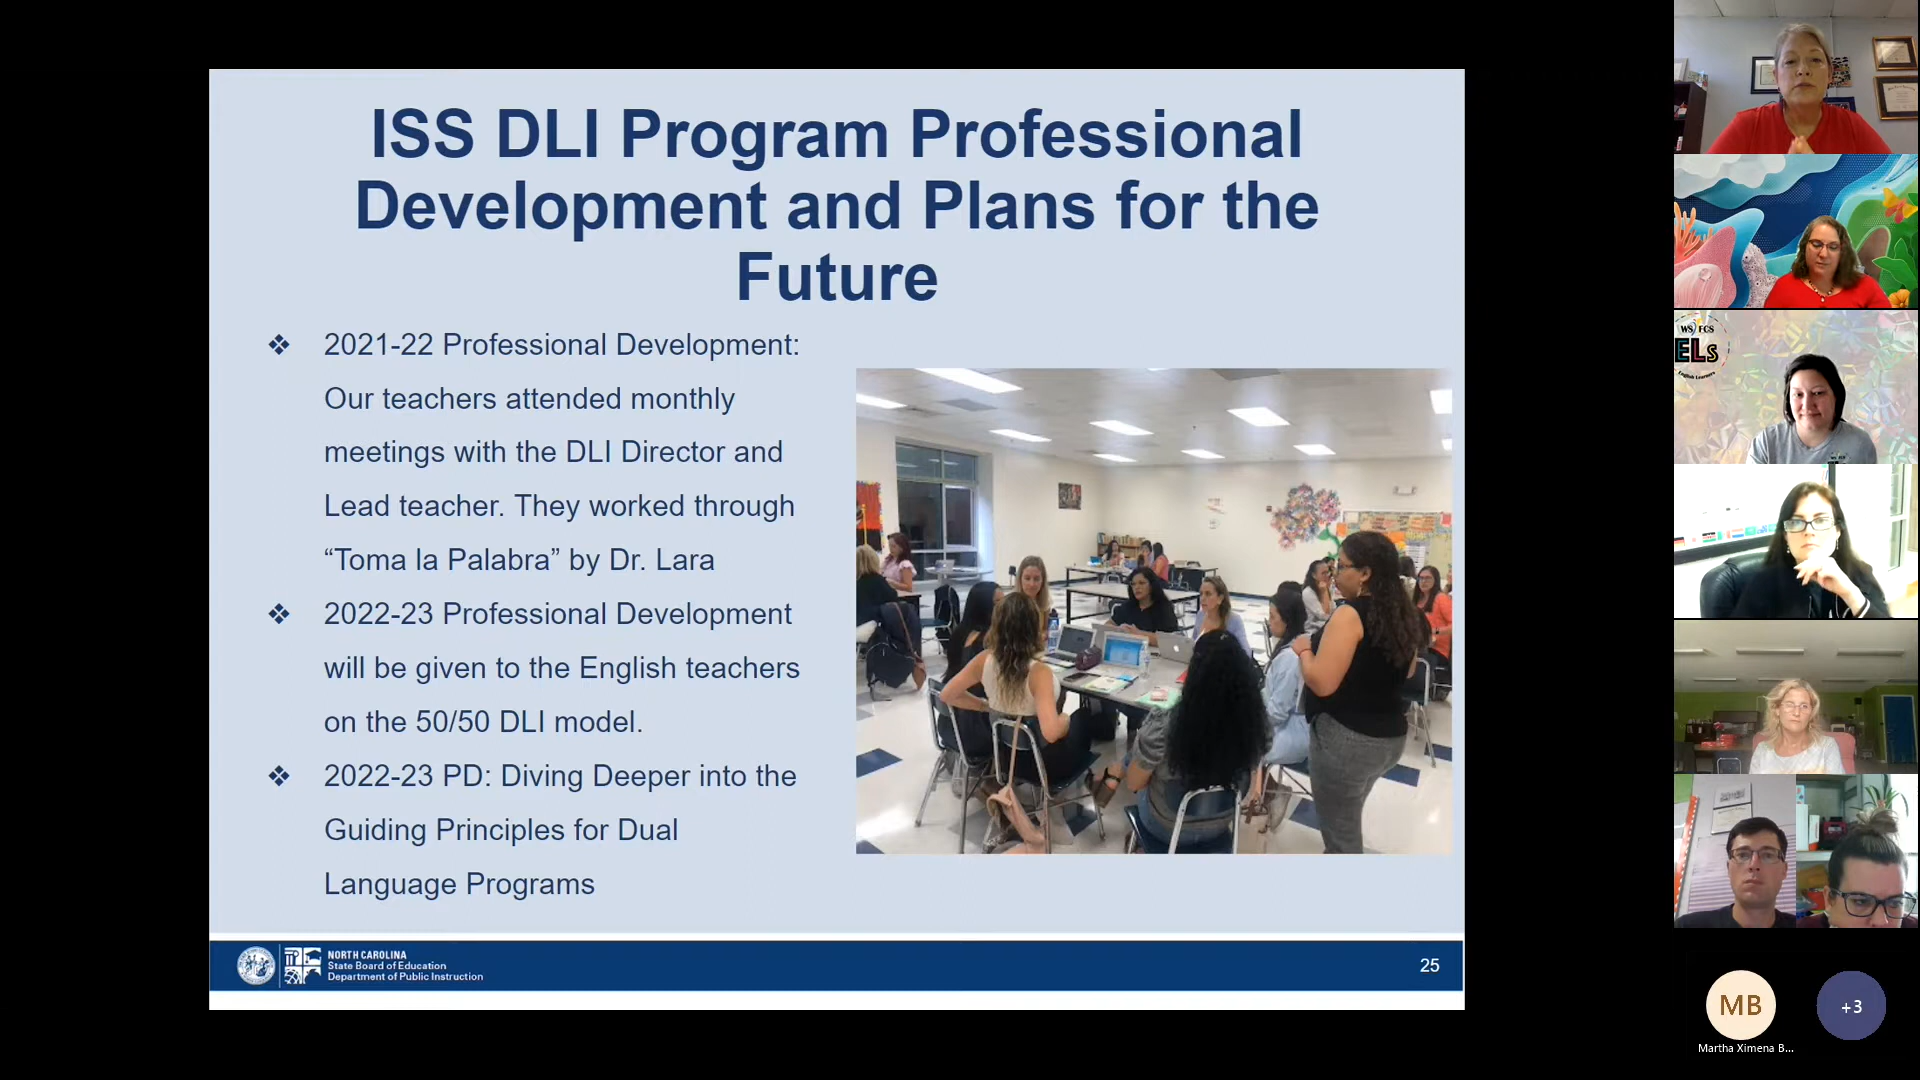 ISS DLI Program Professional
Development and Plans for the
Future
❖ 2021-22 Professional Development:
Our teachers attended monthly
meetings with the DLI Director and
Lead teacher. They worked through
“Toma la Palabra” by Dr. Lara
❖ 2022-23 Professional Development
will be given to the English teachers
on the 50/50 DLI model.
❖ 2022-23 PD: Diving Deeper into the
Guiding Principles for Dual
Language Programs
NORTH CAROLINA
State Board of Education
Department of Public Instruction
25
WS/FCS
ELs
English Learners
MB
+3
Martha Ximena B...